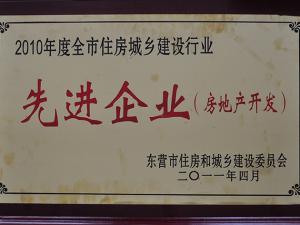 2010年度全市住房城乡建设行业
先进企业（房地产开发）
东营市住房和城乡建设委员会
二〇一一年四月